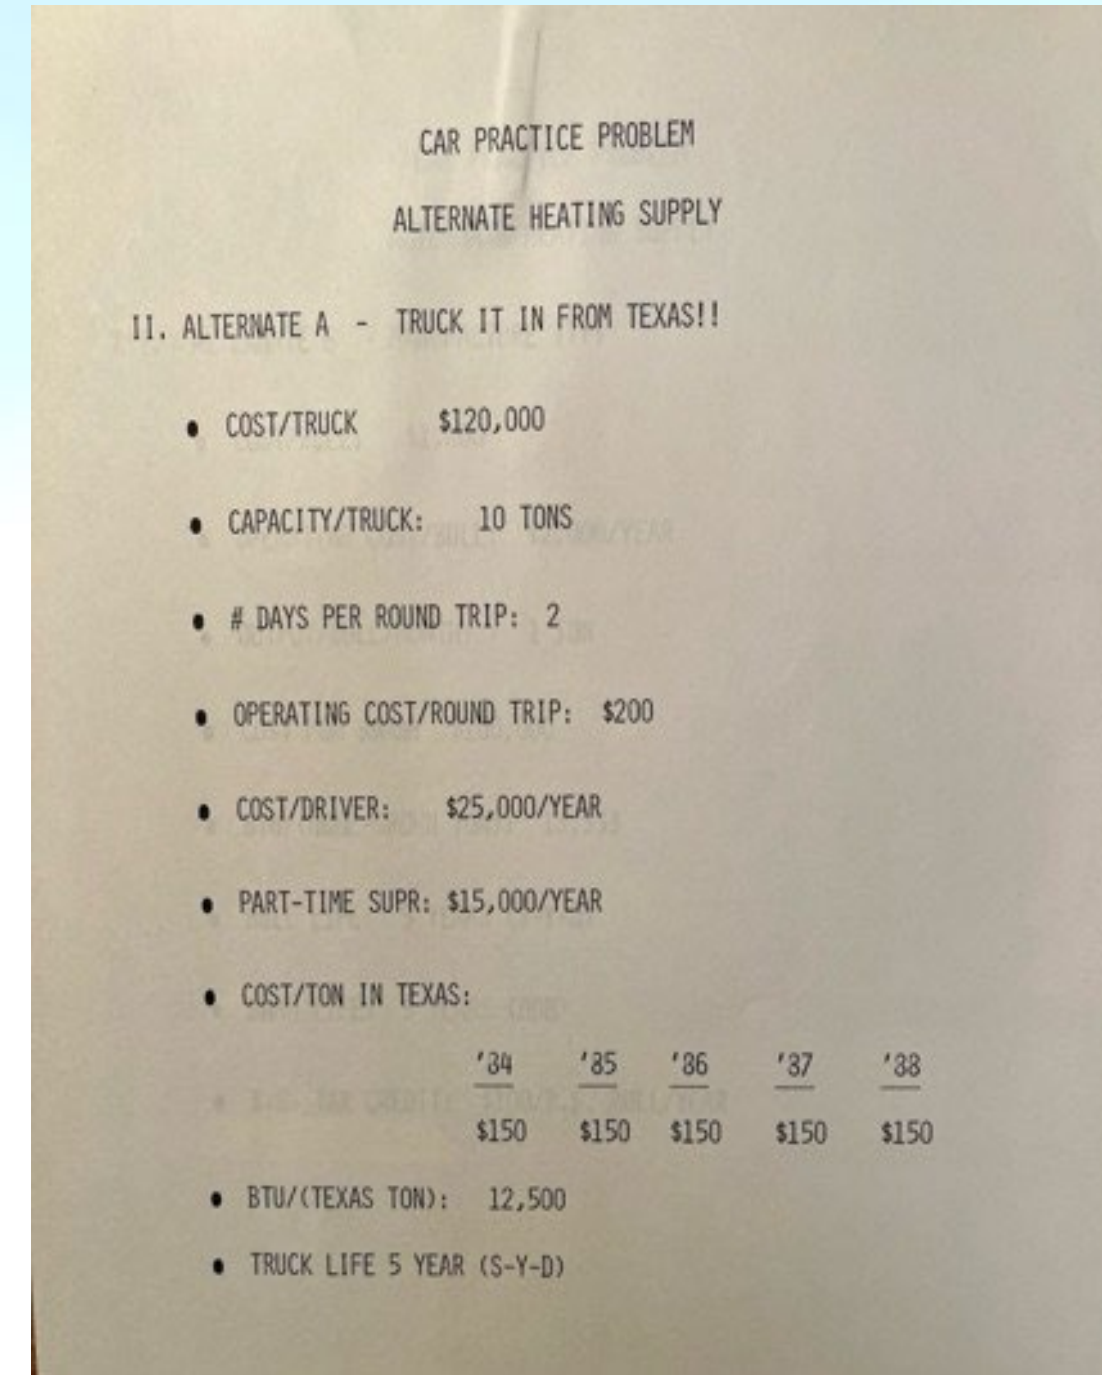 CAR PRACTICE PROBLEM
ALTERNATE HEATING SUPPLY
II. ALTERNATE A - TRUCK IT IN FROM TEXAS!!
• COST/TRUCK $120,000
• CAPACITY/TRUCK: 10 TONS
• # DAYS PER ROUND TRIP: 2
• OPERATING COST/ROUND TRIP: $200
• COST/DRIVER: $25,000/YEAR
• PART-TIME SUPR: $15,000/YEAR
• COST/TON IN TEXAS:
'84 '85 '86 '87 '88
$150 $150 $150 $150 $150
• BTU/(TEXAS TON): 12,500
• TRUCK LIFE 5 YEAR (S-Y-D)